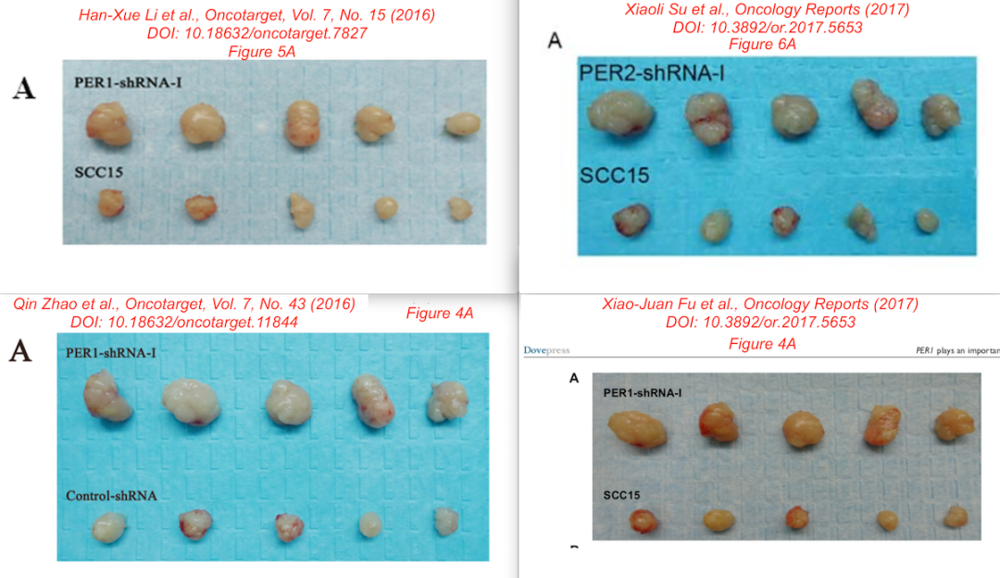 Han-Xue Li et al., Oncotarget, Vol. 7, No. 15 (2016)
DOI: 10.18632/oncotarget.7827
Figure 5A
A
PER1-shRNA-I
SCC15
Xiaoli Su et al., Oncology Reports (2017)
DOI: 10.3892/or.2017.5653
Figure 6A
A
PER2-shRNA-I
SCC15
Qin Zhao et al., Oncotarget, Vol. 7, No. 43 (2016)
DOI: 10.18632/oncotarget.11844
Figure 4A
A
PER1-shRNA-I
Control-shRNA
Xiao-Juan Fu et al., Oncology Reports (2017)
DOI: 10.3892/or.2017.5653
Figure 4A
Dovepress
PER1 plays an importan
A
PER1-shRNA-I
SCC15